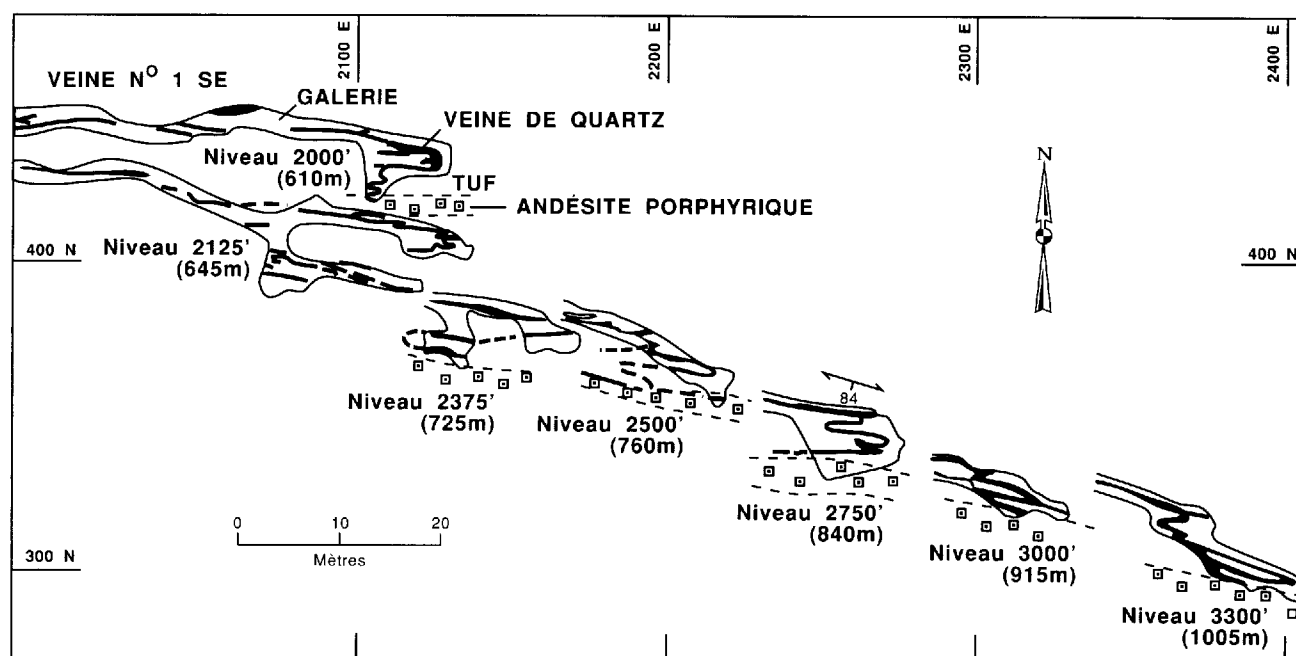 2100 E
2200 E
2300 E
2400 E
VEINE Nº 1 SE
GALERIE
VEINE DE QUARTZ
Niveau 2000'
(610m)
TUF
ANDÉSITE PORPHYRIQUE
N
400 N
400 N
Niveau 2125'
(645m)
84
Niveau 2375'
(725m)
Niveau 2500'
(760m)
Niveau 2750'
(840m)
Niveau 3000'
(915m)
Niveau 3300'
(1005m)
0 10 20
Mètres
300 N